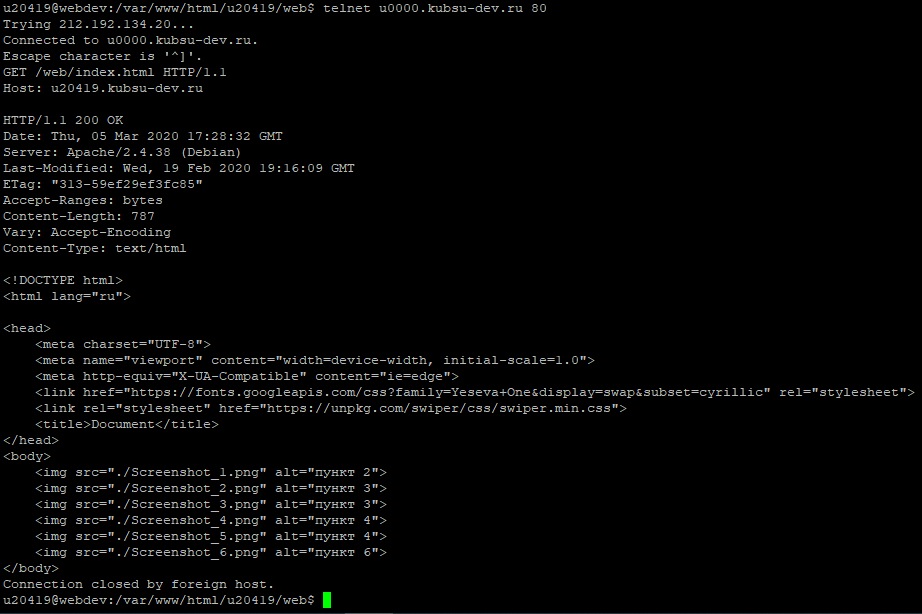 u20419@webdev:/var/www/html/u20419/web$ telnet u0000.kubsu-dev.ru 80
Trying 212.192.134.20...
Connected to u0000.kubsu-dev.ru.
Escape character is '^]'.
GET /web/index.html HTTP/1.1
Host: u20419.kubsu-dev.ru

HTTP/1.1 200 OK
Date: Thu, 05 Mar 2020 17:28:32 GMT
Server: Apache/2.4.38 (Debian)
Last-Modified: Wed, 19 Feb 2020 19:16:09 GMT
ETag: "313-59ef29ef3fc85"
Accept-Ranges: bytes
Content-Length: 787
Vary: Accept-Encoding
Content-Type: text/html

<!DOCTYPE html>
<html lang="ru">

<head>
    <meta charset="UTF-8">
    <meta name="viewport" content="width=device-width, initial-scale=1.0">
    <meta http-equiv="X-UA-Compatible" content="ie=edge">
    <link href="https://fonts.googleapis.com/css?family=Yeseva+One&display=swap&subset=cyrillic" rel="stylesheet">
    <link rel="stylesheet" href="https://unpkg.com/swiper/css/swiper.min.css">
    <title>Document</title>
</head>
<body>
    <img src="./Screenshot_1.png" alt="пункт 2">
    <img src="./Screenshot_2.png" alt="пункт 3">
    <img src="./Screenshot_3.png" alt="пункт 3">
    <img src="./Screenshot_4.png" alt="пункт 4">
    <img src="./Screenshot_5.png" alt="пункт 4">
    <img src="./Screenshot_6.png" alt="пункт 6">
</body>
Connection closed by foreign host.
u20419@webdev:/var/www/html/u20419/web$